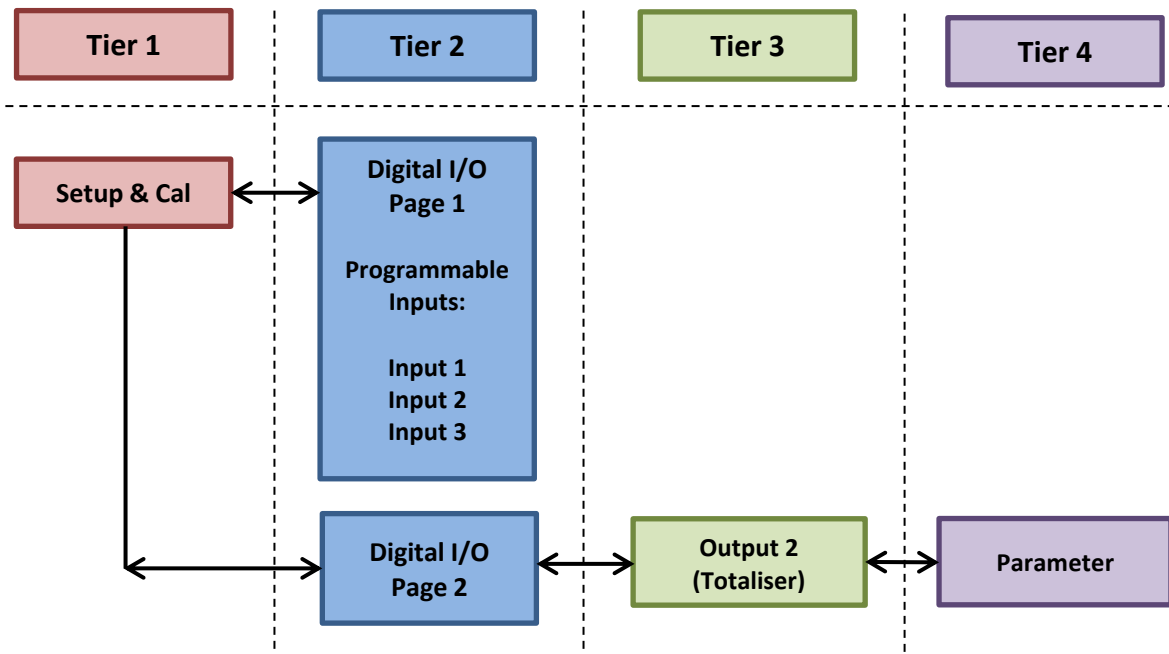 Tier 1
Tier 2
Tier 3
Tier 4
Setup & Cal
Digital I/O
Page 1
Programmable
Inputs:
Input 1
Input 2
Input 3
Digital I/O
Page 2
Output 2
(Totaliser)
Parameter